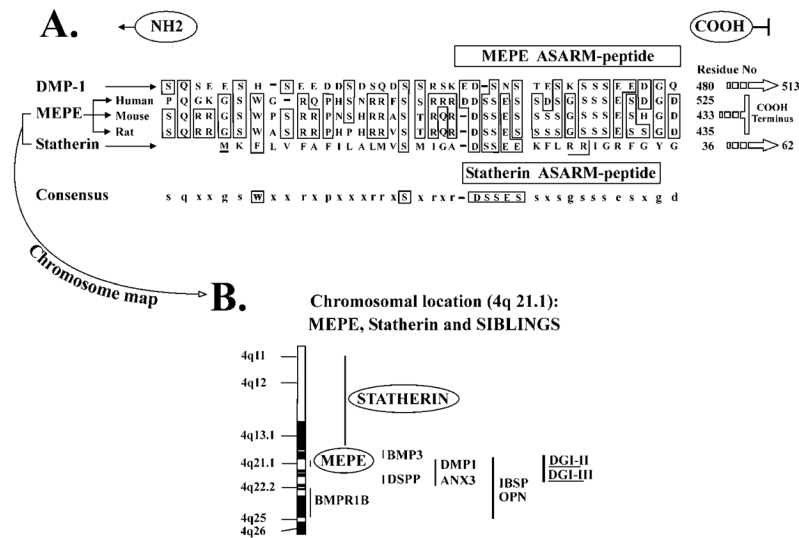 A.
NH2
COOH
MEPE ASARM-peptide
Residue No
DMP-1 S Q S E E S H - S E E D D S D S Q D S S R S K E D - S N S T E S K S S S E E D G Q 480 513
Human P Q G K G S W G - R Q P H S N R R F S S R R R D D S S E S S D S G S S S E S D G D 525
MEPE
Mouse S Q R R G S W P S R R P N S H R R F S T R Q R - D S S E S S S S G S S S E S H G D 433
COOH
Terminus
Rat S Q R R G S W A S R R P H P H R R V S T R Q R - D S S E S S S S G S S S E S S G D 435
Statherin M K F L V F A F I L A L M V S M I G A - D S S E E K F L R R I G R F G Y G 36 62
Statherin ASARM-peptide
Consensus s q x x g s w x x r x p x x x r r x S x r x r - D S S E S s x s g s s s e s x g d
Chromosome map
B.
Chromosomal location (4q 21.1):
MEPE, Statherin and SIBLINGS
4q11
4q12
STATHERIN
4q13.1
MEPE
BMP3
4q21.1
DMP1
DGI-II
DGI-III
DSPP
ANX3
4q22.2
IBSP
BMPR1B
OPN
4q25
4q26